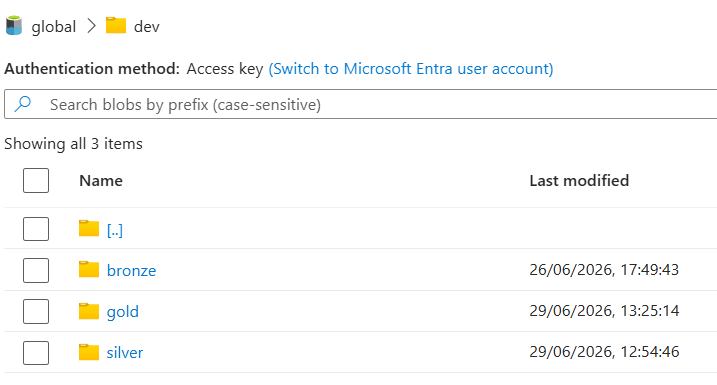 global > dev
Authentication method: Access key (Switch to Microsoft Entra user account)
Search blobs by prefix (case-sensitive)
Showing all 3 items
Name Last modified
[..]
bronze 26/06/2026, 17:49:43
gold 29/06/2026, 13:25:14
silver 29/06/2026, 12:54:46